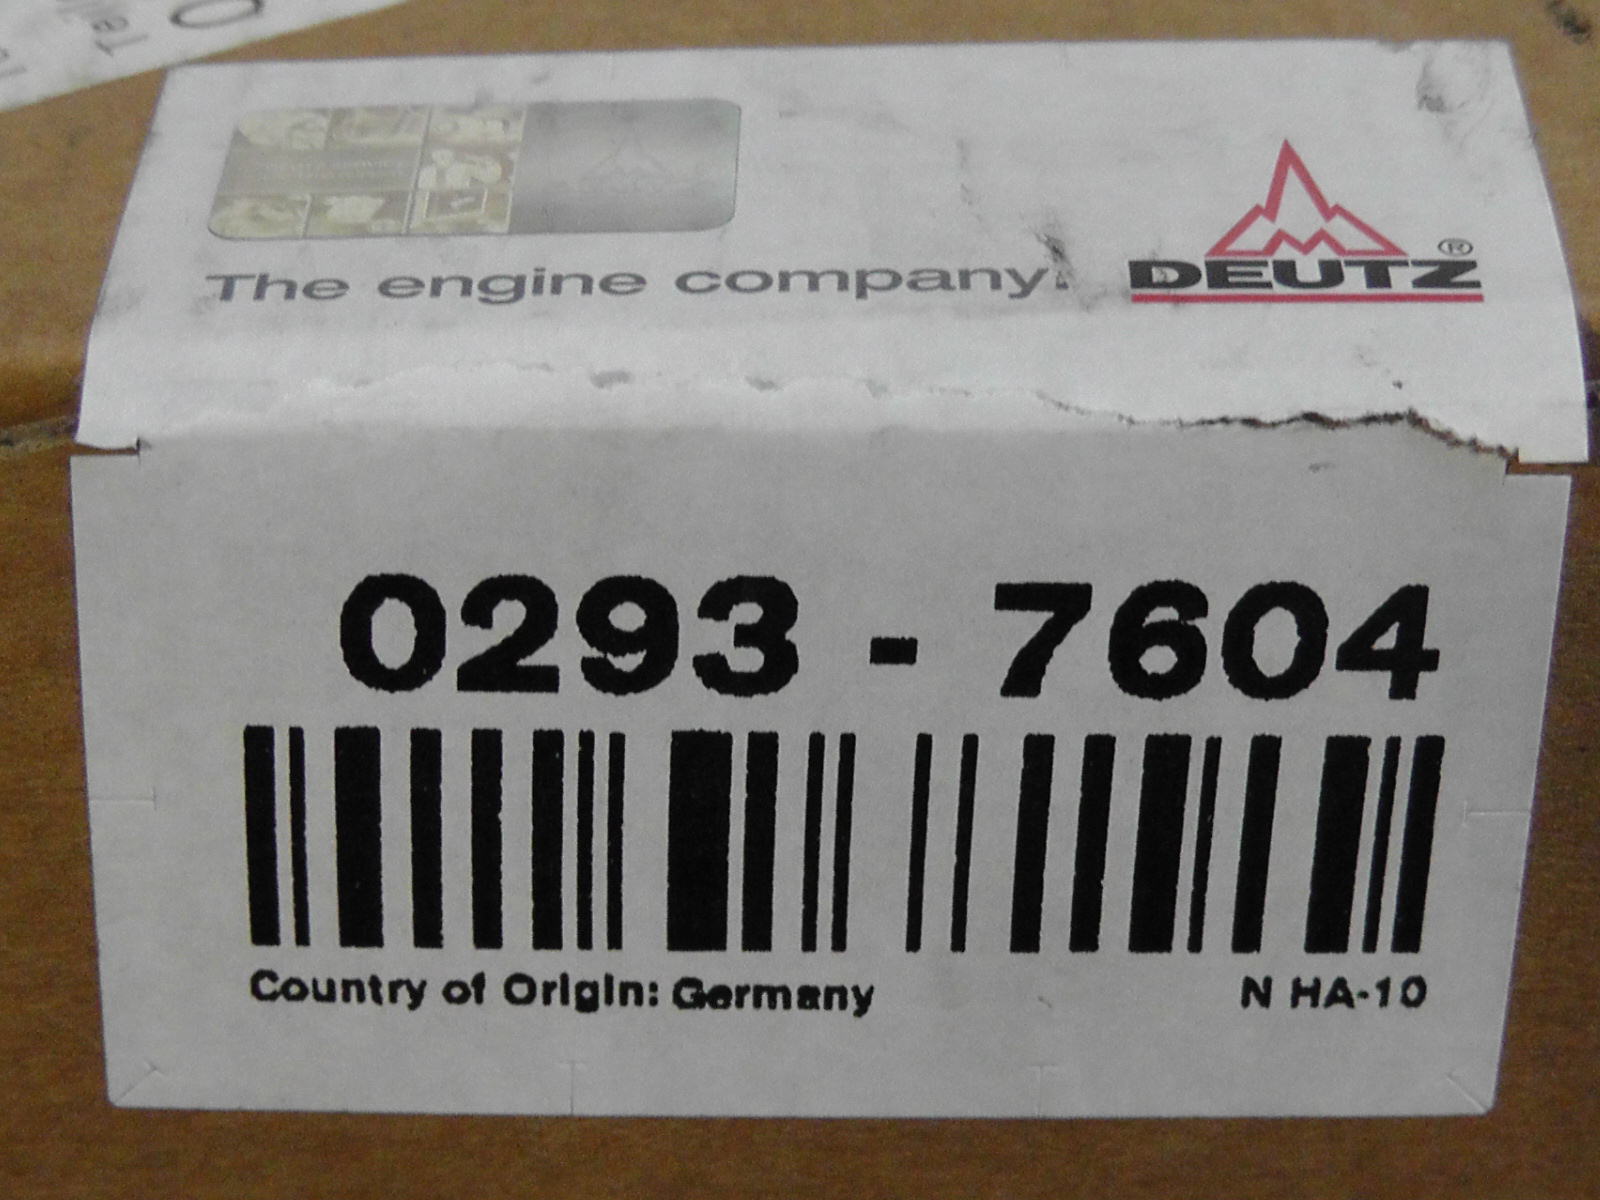 The engine company.
DEUTZ®
0293 - 7604
Country of Origin: Germany
N HA-10